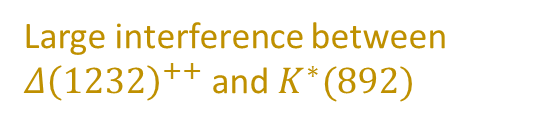 Large interference between
Δ(1232)⁺⁺ and K*(892)